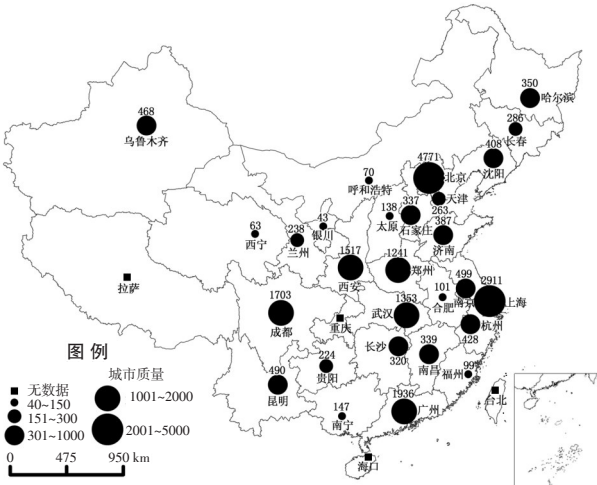 350
哈尔滨
468
乌鲁木齐
286
长春
408
沈阳
4771
北京
70
呼和浩特
天津
263
138
太原
337
石家庄
387
济南
63
西宁
238
兰州
43
银川
1517
西安
1241
郑州
拉萨
499
南京
2911
上海
101
合肥
1703
成都
1353
武汉
重庆
杭州
428
长沙
320
339
南昌
224
贵阳
490
昆明
99
福州
台北
147
南宁
1936
广州
海口
图 例
城市质量
无数据
40~150
151~300
301~1000
1001~2000
2001~5000
0 475 950 km